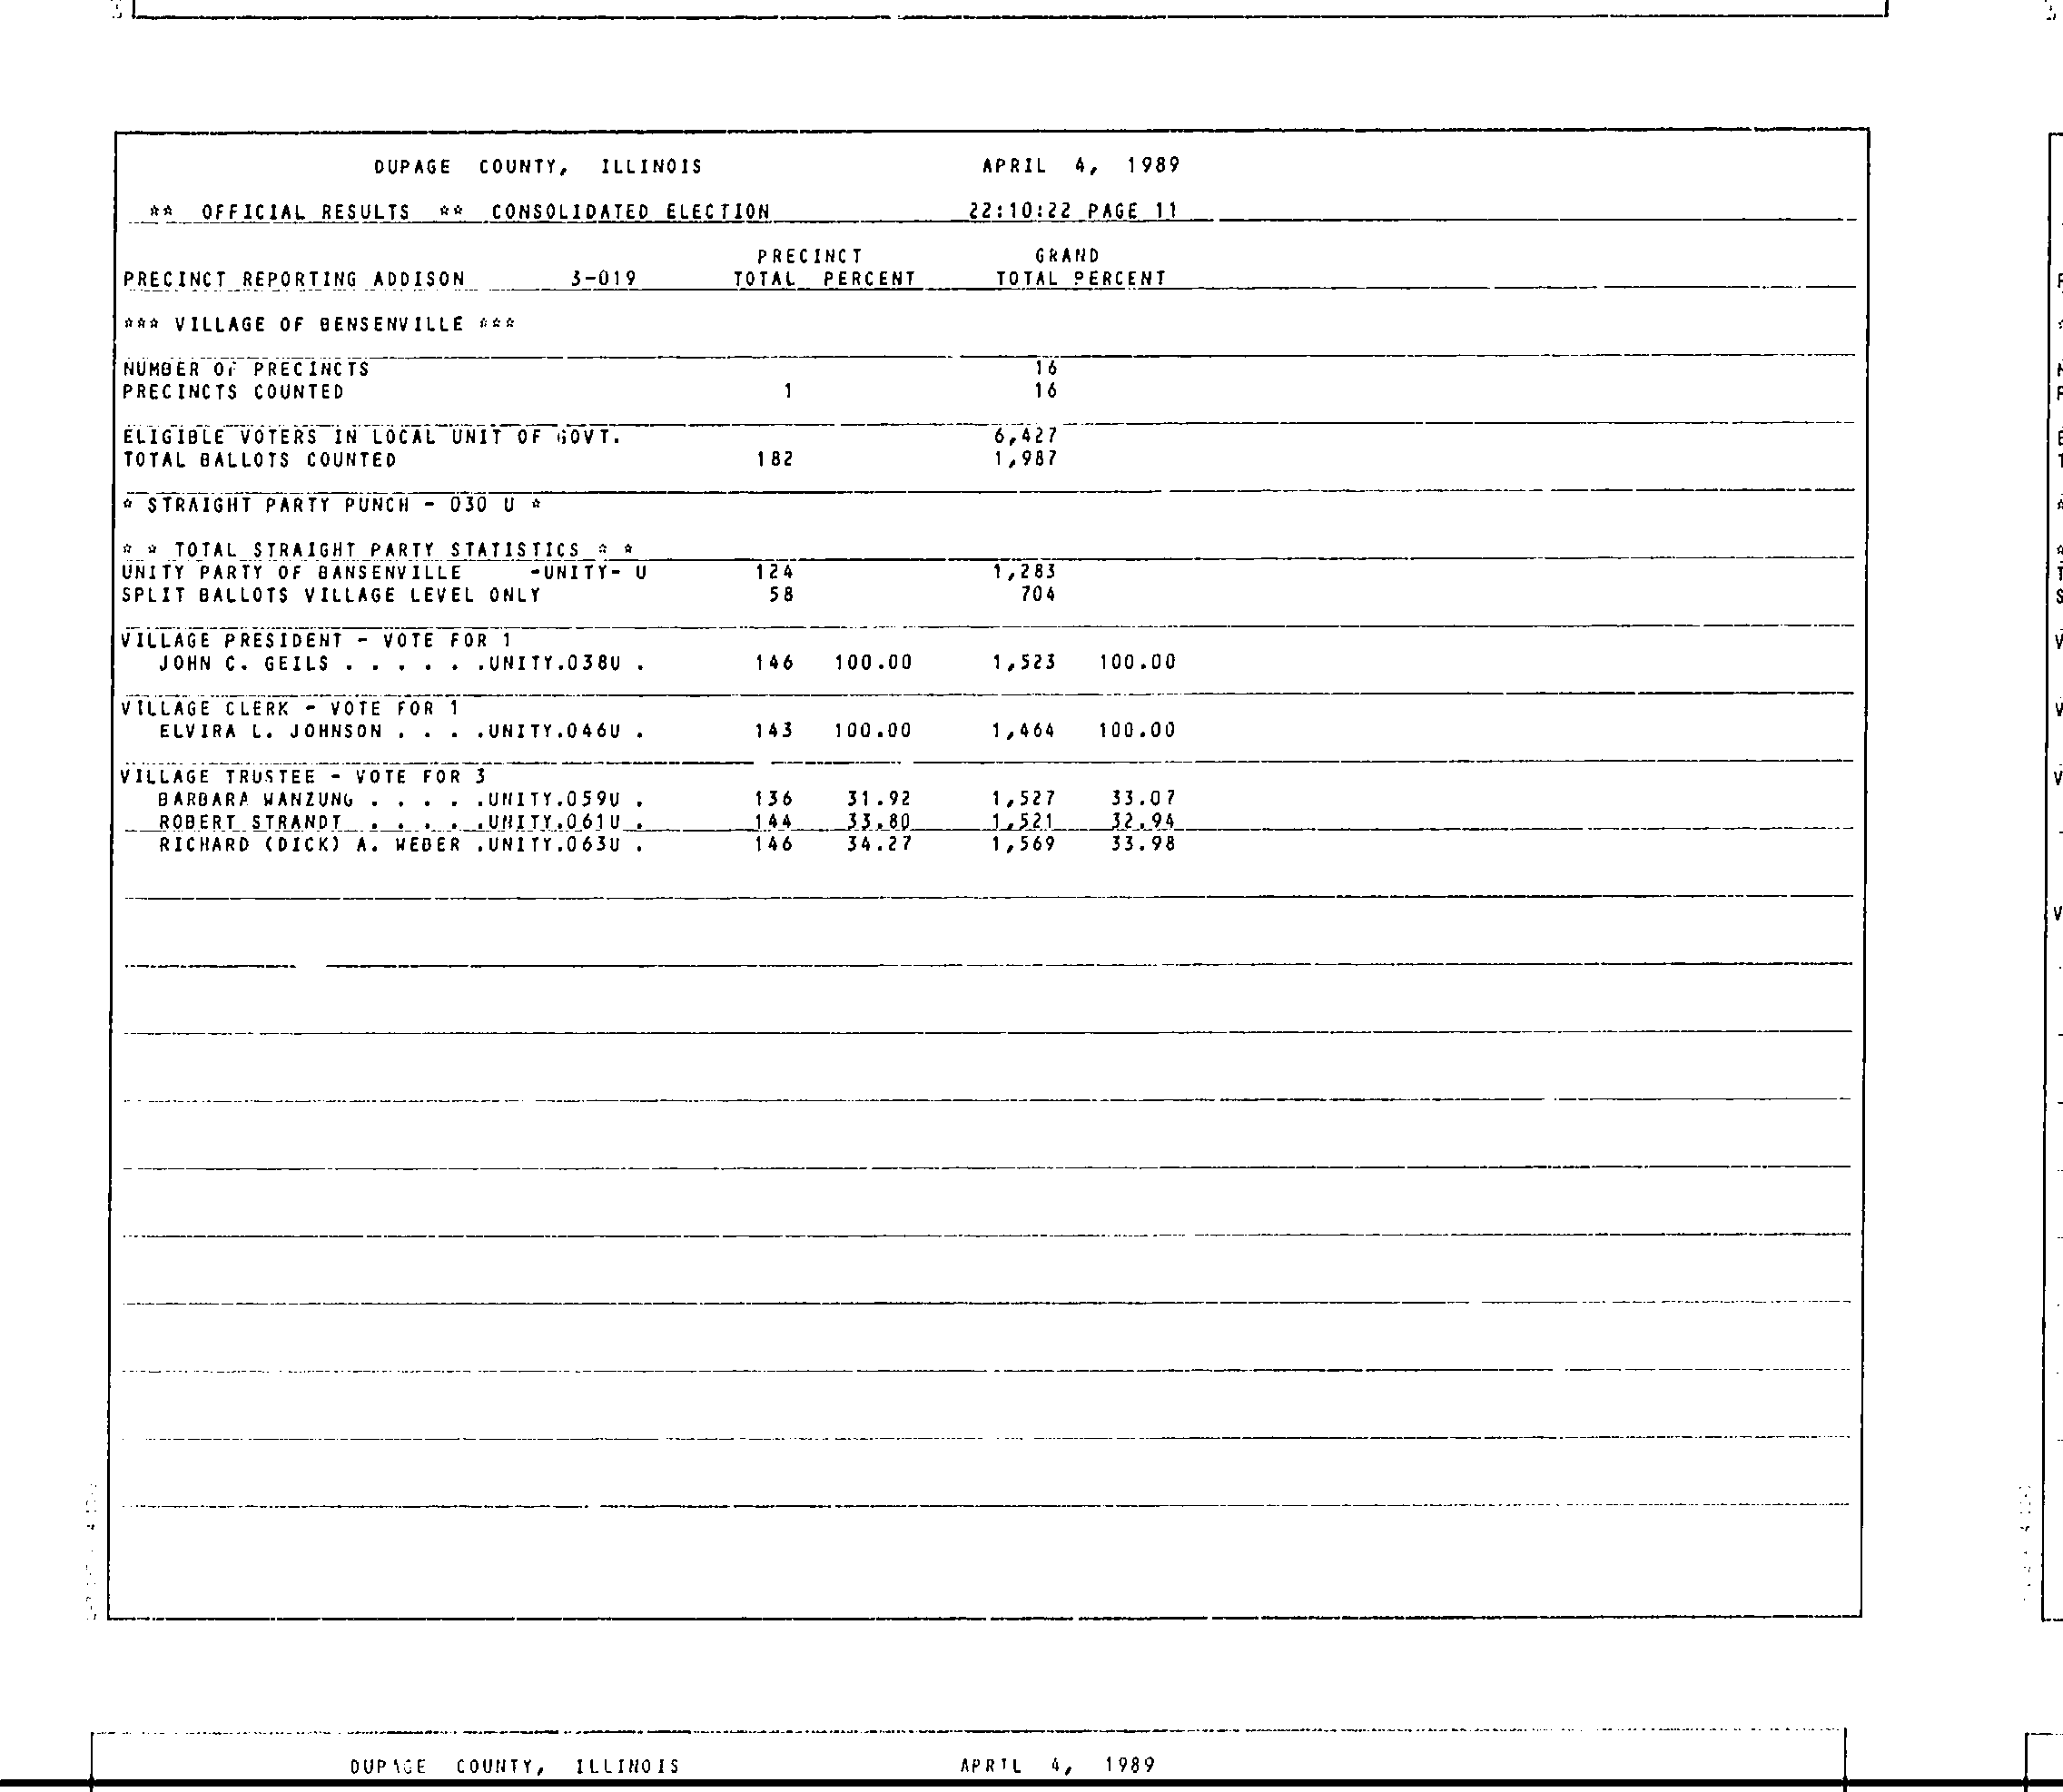 DUPAGE COUNTY, ILLINOIS APRIL 4, 1989
** OFFICIAL RESULTS ** CONSOLIDATED ELECTION 22:10:22 PAGE 11
PRECINCT GRAND
PRECINCT REPORTING ADDISON 3-019 TOTAL PERCENT TOTAL PERCENT
*** VILLAGE OF BENSENVILLE ***
NUMBER OF PRECINCTS 16
PRECINCTS COUNTED 1 16
ELIGIBLE VOTERS IN LOCAL UNIT OF GOVT. 6,427
TOTAL BALLOTS COUNTED 182 1,987
* STRAIGHT PARTY PUNCH - 030 U *
* * TOTAL STRAIGHT PARTY STATISTICS * *
UNITY PARTY OF BANSENVILLE -UNITY- U 124 1,283
SPLIT BALLOTS VILLAGE LEVEL ONLY 58 704
VILLAGE PRESIDENT - VOTE FOR 1
JOHN C. GEILS . . . . . .UNITY.038U . 146 100.00 1,523 100.00
VILLAGE CLERK - VOTE FOR 1
ELVIRA L. JOHNSON . . . .UNITY.046U . 143 100.00 1,464 100.00
VILLAGE TRUSTEE - VOTE FOR 3
BARBARA WANZUNG . . . . .UNITY.059U . 136 31.92 1,527 33.07
ROBERT STRANDT . . . . .UNITY.061U . 144 33.80 1,521 32.94
RICHARD (DICK) A. WEBER .UNITY.063U . 146 34.27 1,569 33.98
DUPAGE COUNTY, ILLINOIS APRIL 4, 1989